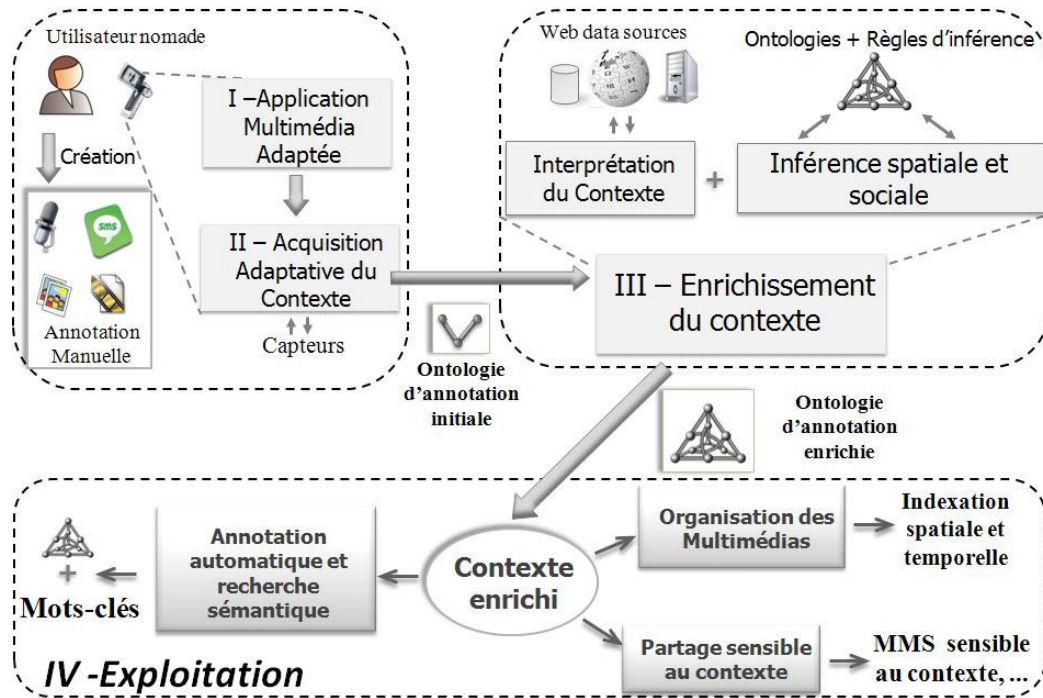 Utilisateur nomade
I –Application
Multimédia
Adaptée
Création
SMS
II – Acquisition
Adaptative du
Contexte
Annotation
Manuelle
Capteurs
Web data sources
Ontologies + Règles d'inférence
Interprétation
du Contexte
+
Inférence spatiale et
sociale
III – Enrichissement
du contexte
Ontologie
d'annotation
initiale
Ontologie
d'annotation
enrichie
Annotation
automatique et
recherche
sémantique
+
Mots-clés
Contexte
enrichi
Organisation des
Multimédias
Indexation
spatiale et
temporelle
Partage sensible
au contexte
MMS sensible
au contexte, ...
IV -Exploitation